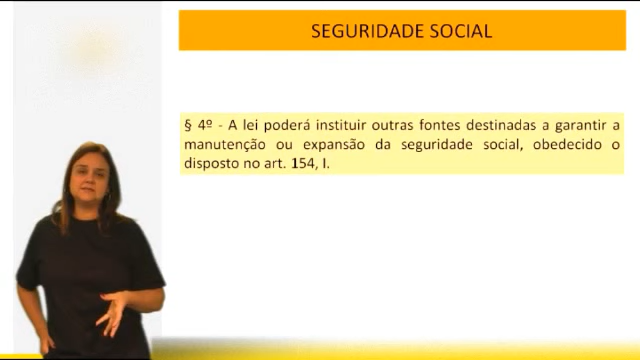 SEGURIDADE SOCIAL
§ 4º - A lei poderá instituir outras fontes destinadas a garantir a
manutenção ou expansão da seguridade social, obedecido o
disposto no art. 154, I.